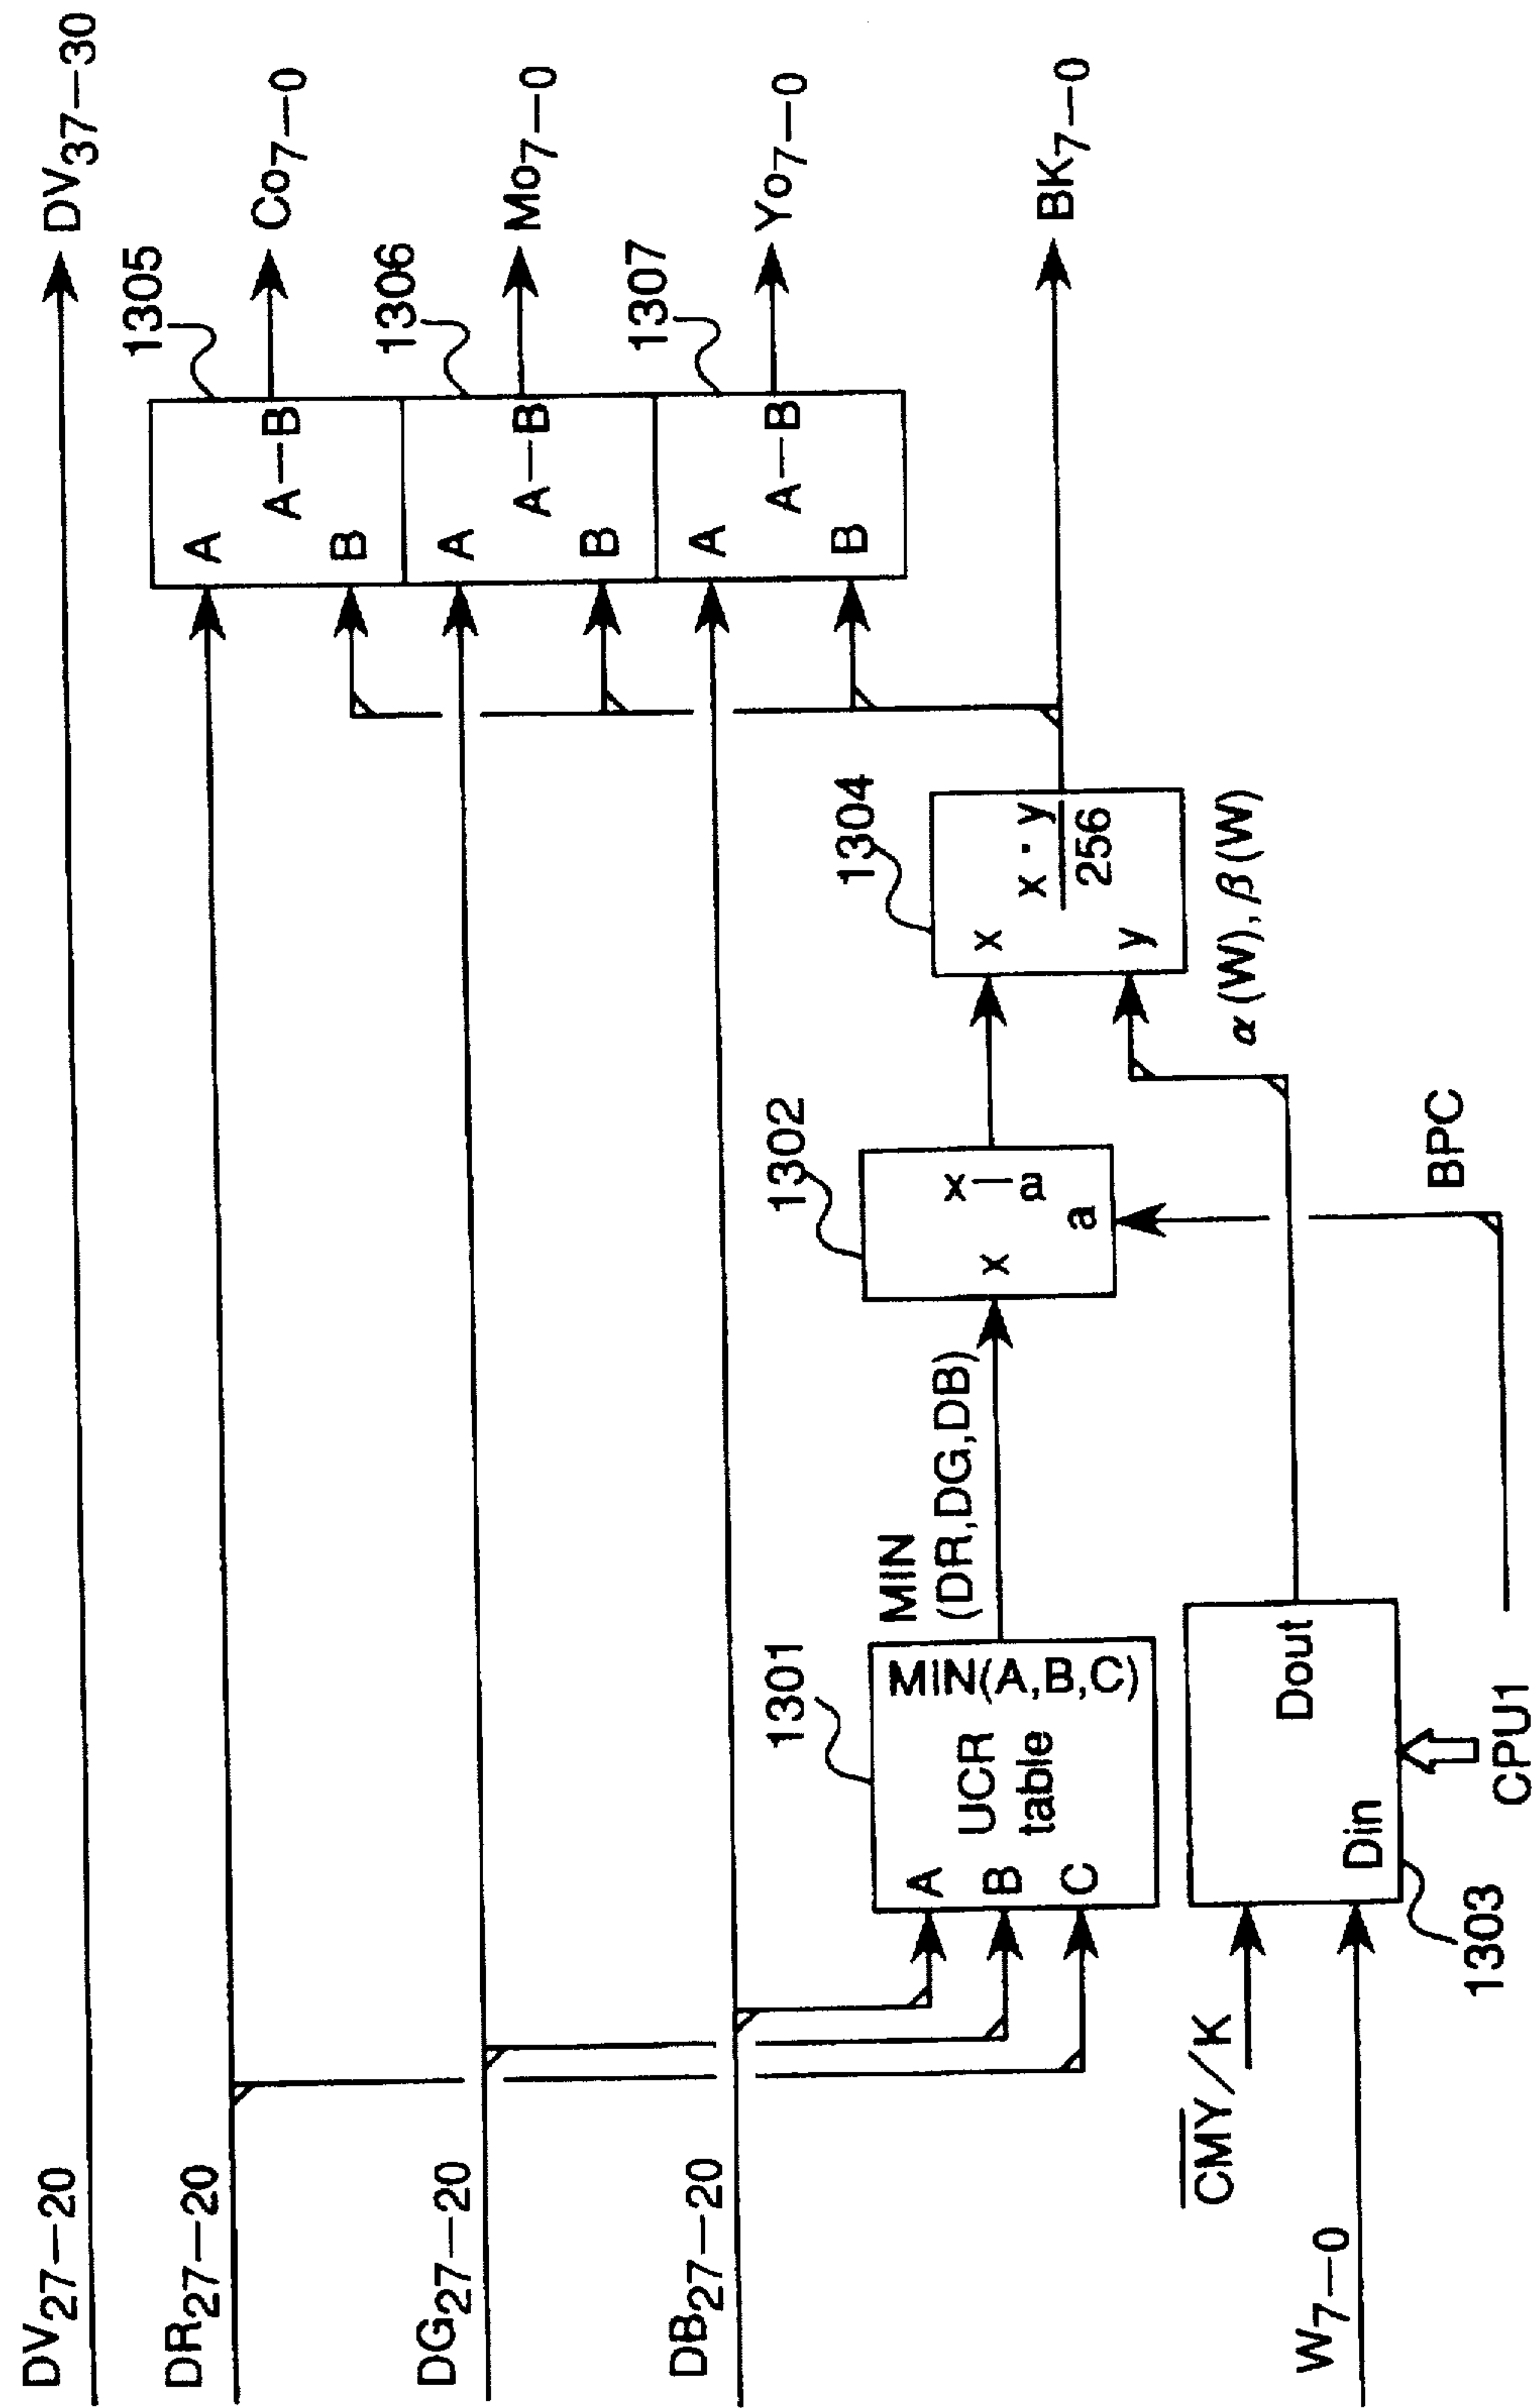 DV27–20
DV37–30
DR27–20
DG27–20
DB27–20
1305
A
A–B
B
Co7–0
1306
A
A–B
B
Mo7–0
1307
A
A–B
B
Yo7–0
1301
A
B
C
MIN(A,B,C)
UCR
table
MIN
(DR,DG,DB)
1302
x
x–a
a
1304
x
y
x · y
256
BK7–0
α(W), β(W)
CMY/K
W7–0
Din
Dout
1303
CPU1
BPC